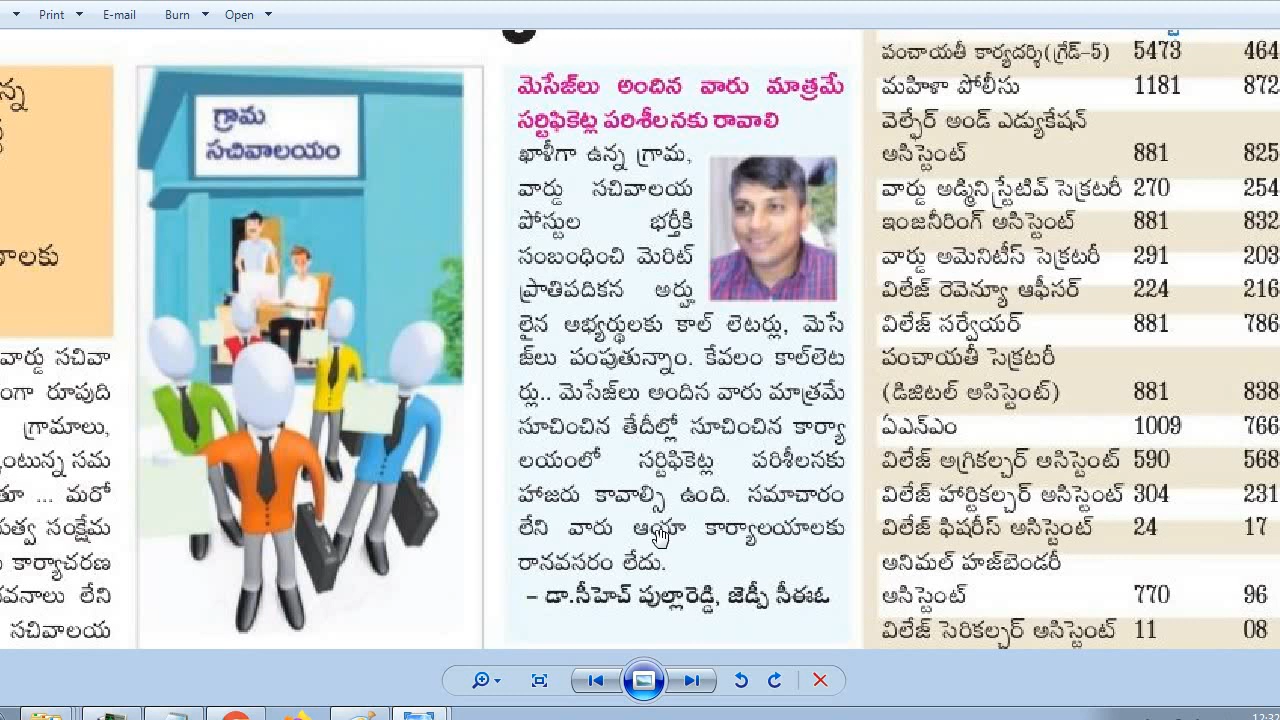 Print E-mail Burn Open
న్న
ాలకు
వార్డు సచివా
ంగా రూపుది
గ్రామాలు,
ంటున్న సమ
తూ ... మరో
కార్యాచరణ
వనాలు లేని
సచివాలయ
గ్రామ
సచివాలయం
మెసేజ్‌లు అందిన వారు మాత్రమే
సర్టిఫికెట్ల పరిశీలనకు రావాలి
ఖాళీగా ఉన్న గ్రామ,
వార్డు సచివాలయ
పోస్టుల భర్తీకి
సంబంధించి మెరిట్
ప్రాతిపదికన అర్హు
లైన అభ్యర్థులకు కాల్ లెటర్లు, మెసే
జ్‌లు పంపుతున్నాం. కేవలం కాల్‌లెట
ర్లు.. మెసేజ్‌లు అందిన వారు మాత్రమే
సూచించిన తేదీల్లో సూచించిన కార్యా
లయంలో సర్టిఫికెట్ల పరిశీలనకు
హాజరు కావాల్సి ఉంది. సమాచారం
లేని వారు ఆయా కార్యాలయాలకు
రానవసరం లేదు.
– డా.సీహెచ్ పుల్లారెడ్డి, జెడ్పీ సీఈఓ
పంచాయతీ కార్యదర్శి(గ్రేడ్–5) 5473 464
మహిళా పోలీసు 1181 872
వెల్ఫేర్ అండ్ ఎడ్యుకేషన్
అసిస్టెంట్ 881 825
వార్డు అడ్మినిస్ట్రేటివ్ సెక్రటరీ 270 254
ఇంజనీరింగ్ అసిస్టెంట్ 881 832
వార్డు అమెనిటీస్ సెక్రటరీ 291 203
విలేజ్ రెవెన్యూ ఆఫీసర్ 224 216
విలేజ్ సర్వేయర్ 881 786
పంచాయతీ సెక్రటరీ
(డిజిటల్ అసిస్టెంట్) 881 838
ఏఎన్ఎం 1009 766
విలేజ్ అగ్రికల్చర్ అసిస్టెంట్ 590 568
విలేజ్ హార్టికల్చర్ అసిస్టెంట్ 304 231
విలేజ్ ఫిషరీస్ అసిస్టెంట్ 24 17
అనిమల్ హజ్‌బెండరీ
అసిస్టెంట్ 770 96
విలేజ్ సెరికల్చర్ అసిస్టెంట్ 11 08